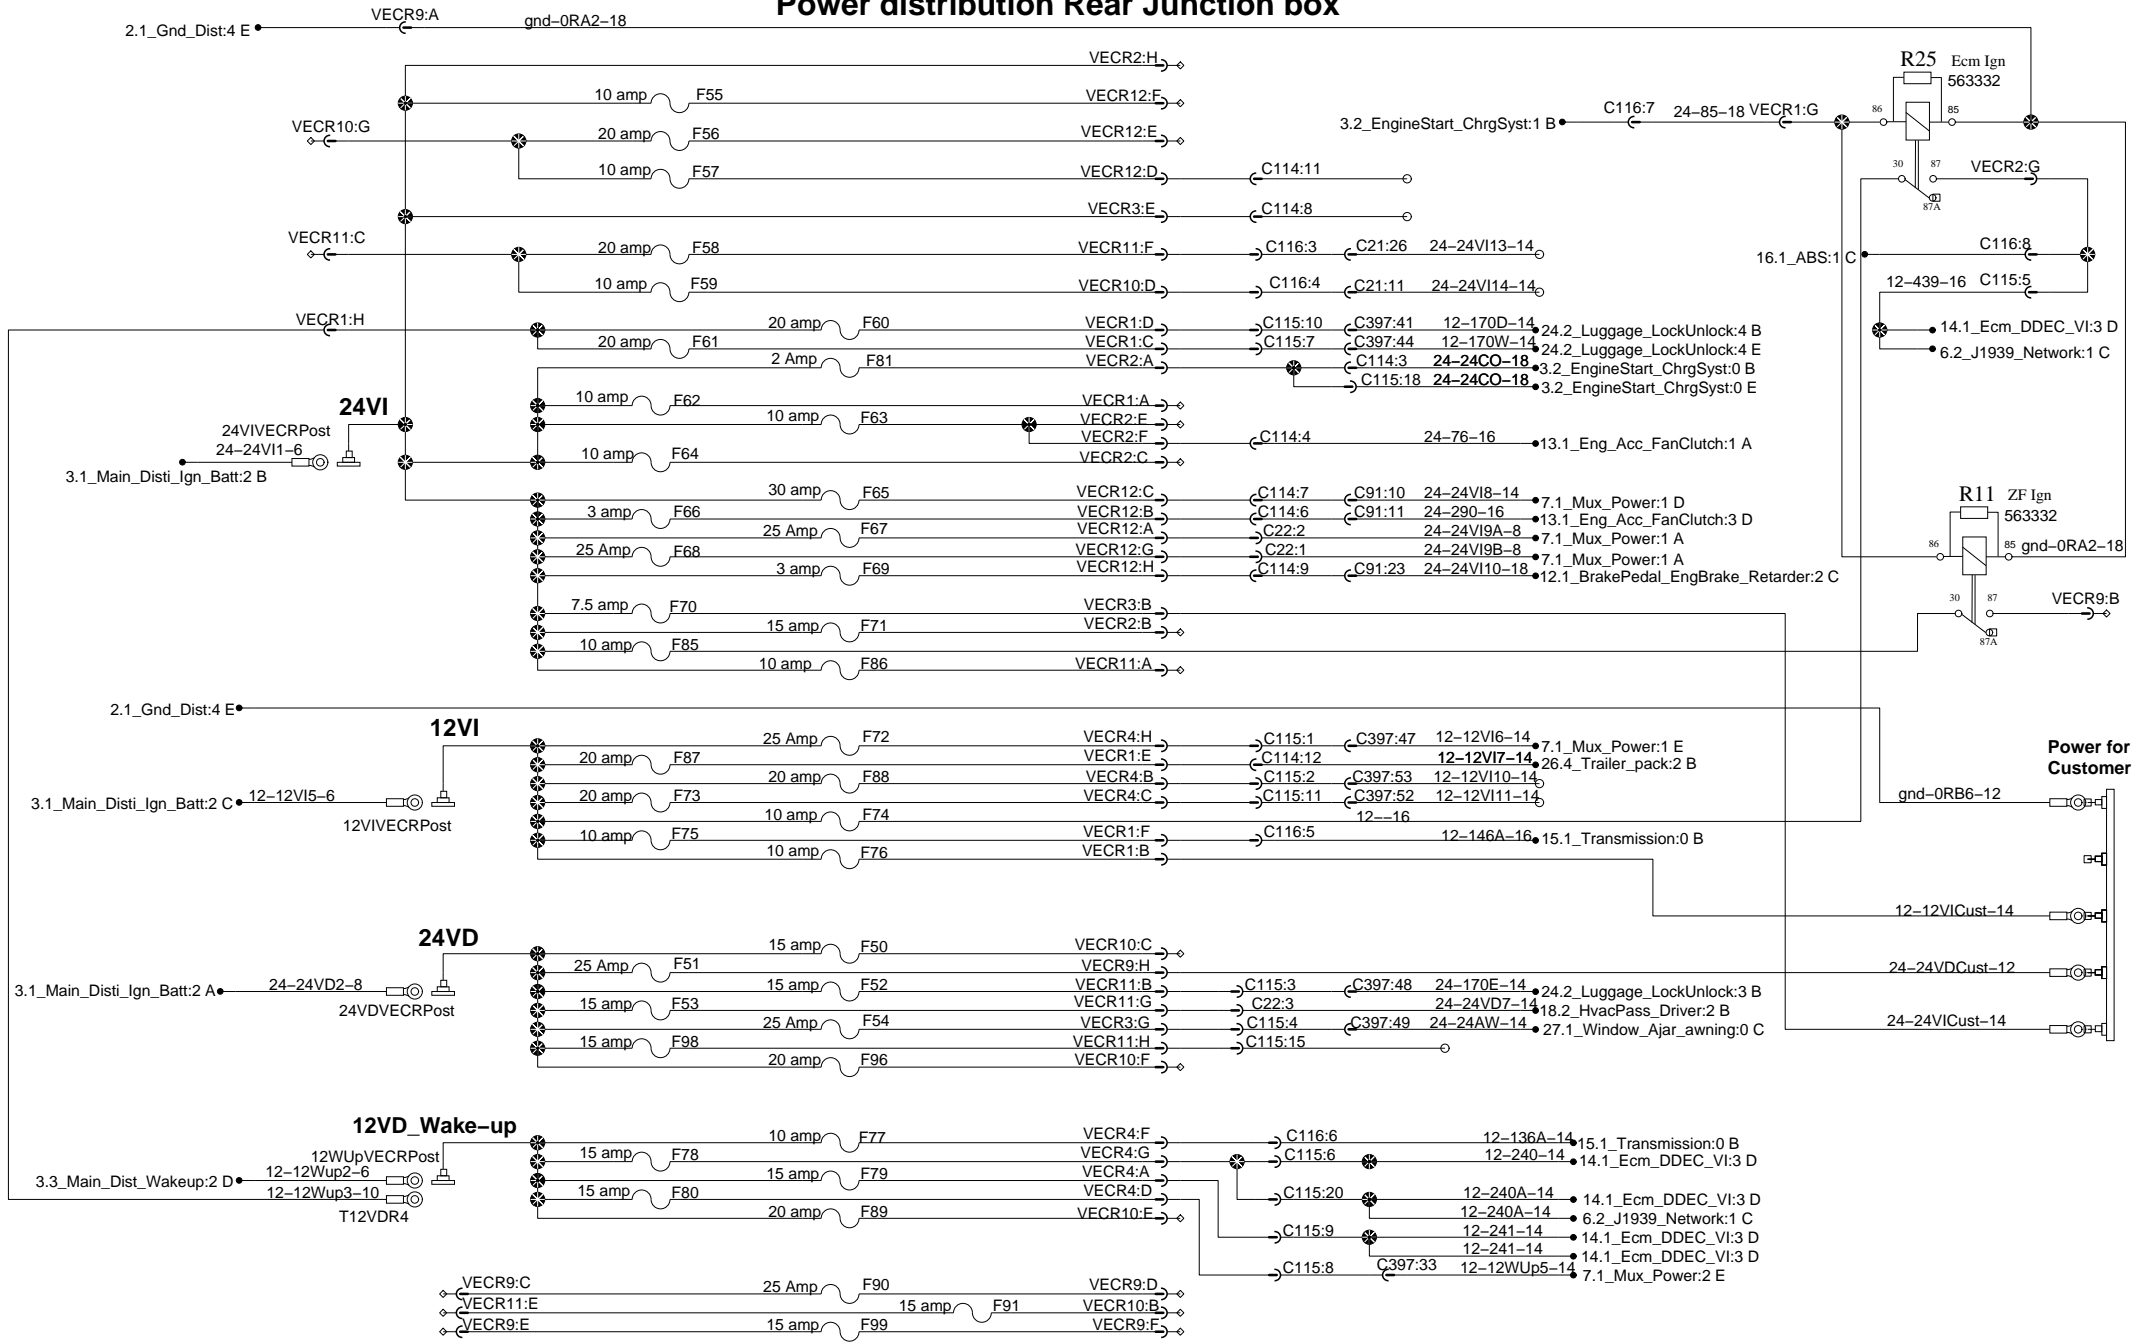 Power distribution Rear Junction box
2.1_Gnd_Dist:4 E VECR9:A gnd–0RA2–18
VECR2:H
10 amp F55 VECR12:F
VECR10:G 20 amp F56 VECR12:E
10 amp F57 VECR12:D C114:11
VECR3:E C114:8
VECR11:C 20 amp F58 VECR11:F C116:3 C21:26 24–24VI13–14
10 amp F59 VECR10:D C116:4 C21:11 24–24VI14–14
VECR1:H 20 amp F60 VECR1:D C115:10 C397:41 12–170D–14 24.2_Luggage_LockUnlock:4 B
20 amp F61 VECR1:C C115:7 C397:44 12–170W–14 24.2_Luggage_LockUnlock:4 E
2 Amp F81 VECR2:A C114:3 24–24CO–18 3.2_EngineStart_ChrgSyst:0 B
C115:18 24–24CO–18 3.2_EngineStart_ChrgSyst:0 E
24VI
24VIVECRPost
24–24VI1–6
3.1_Main_Disti_Ign_Batt:2 B
10 amp F62 VECR1:A
10 amp F63 VECR2:E
VECR2:F C114:4 24–76–16 13.1_Eng_Acc_FanClutch:1 A
10 amp F64 VECR2:C
30 amp F65 VECR12:C C114:7 C91:10 24–24VI8–14 7.1_Mux_Power:1 D
3 amp F66 VECR12:B C114:6 C91:11 24–290–16 13.1_Eng_Acc_FanClutch:3 D
25 Amp F67 VECR12:A C22:2 24–24VI9A–8 7.1_Mux_Power:1 A
25 Amp F68 VECR12:G C22:1 24–24VI9B–8 7.1_Mux_Power:1 A
3 amp F69 VECR12:H C114:9 C91:23 24–24VI10–18 12.1_BrakePedal_EngBrake_Retarder:2 C
7.5 amp F70 VECR3:B
15 amp F71 VECR2:B
10 amp F85
10 amp F86 VECR11:A
R25 Ecm Ign
563332
3.2_EngineStart_ChrgSyst:1 B C116:7 24–85–18 VECR1:G 86 85
30 87 VECR2:G
87A
16.1_ABS:1 C C116:8
12–439–16 C115:5
14.1_Ecm_DDEC_VI:3 D
6.2_J1939_Network:1 C
R11 ZF Ign
563332
86 85 gnd–0RA2–18
30 87 VECR9:B
87A
2.1_Gnd_Dist:4 E
12VI
3.1_Main_Disti_Ign_Batt:2 C 12–12VI5–6
12VIVECRPost
25 Amp F72 VECR4:H C115:1 C397:47 12–12VI6–14 7.1_Mux_Power:1 E
20 amp F87 VECR1:E C114:12 12–12VI7–14 26.4_Trailer_pack:2 B
20 amp F88 VECR4:B C115:2 C397:53 12–12VI10–14
20 amp F73 VECR4:C C115:11 C397:52 12–12VI11–14
10 amp F74 12––16
10 amp F75 VECR1:F C116:5 12–146A–16 15.1_Transmission:0 B
10 amp F76 VECR1:B
Power for
Customer
gnd–0RB6–12
12–12VICust–14
24–24VDCust–12
24–24VICust–14
24VD
3.1_Main_Disti_Ign_Batt:2 A 24–24VD2–8
24VDVECRPost
15 amp F50 VECR10:C
25 Amp F51 VECR9:H
15 amp F52 VECR11:B C115:3 C397:48 24–170E–14 24.2_Luggage_LockUnlock:3 B
15 amp F53 VECR11:G C22:3 24–24VD7–14 18.2_HvacPass_Driver:2 B
25 Amp F54 VECR3:G C115:4 C397:49 24–24AW–14 27.1_Window_Ajar_awning:0 C
15 amp F98 VECR11:H C115:15
20 amp F96 VECR10:F
12VD_Wake–up
12WUpVECRPost
3.3_Main_Dist_Wakeup:2 D 12–12Wup2–6
12–12Wup3–10
T12VDR4
10 amp F77 VECR4:F C116:6 12–136A–14 15.1_Transmission:0 B
15 amp F78 VECR4:G C115:6 12–240–14 14.1_Ecm_DDEC_VI:3 D
15 amp F79 VECR4:A
15 amp F80 VECR4:D C115:20 12–240A–14 14.1_Ecm_DDEC_VI:3 D
20 amp F89 VECR10:E 12–240A–14 6.2_J1939_Network:1 C
C115:9 12–241–14 14.1_Ecm_DDEC_VI:3 D
12–241–14 14.1_Ecm_DDEC_VI:3 D
C115:8 C397:33 12–12WUp5–14 7.1_Mux_Power:2 E
VECR9:C 25 Amp F90 VECR9:D
VECR11:E 15 amp F91 VECR10:B
VECR9:E 15 amp F99 VECR9:F